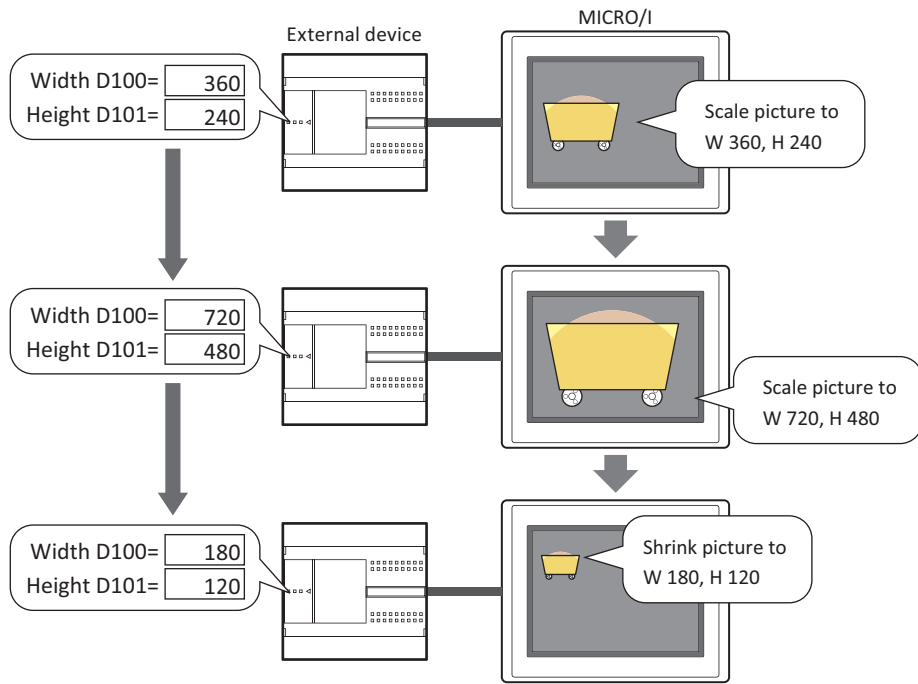 External device
MICRO/I
Width D100= 360
Height D101= 240
Scale picture to
W 360, H 240
Width D100= 720
Height D101= 480
Scale picture to
W 720, H 480
Width D100= 180
Height D101= 120
Shrink picture to
W 180, H 120